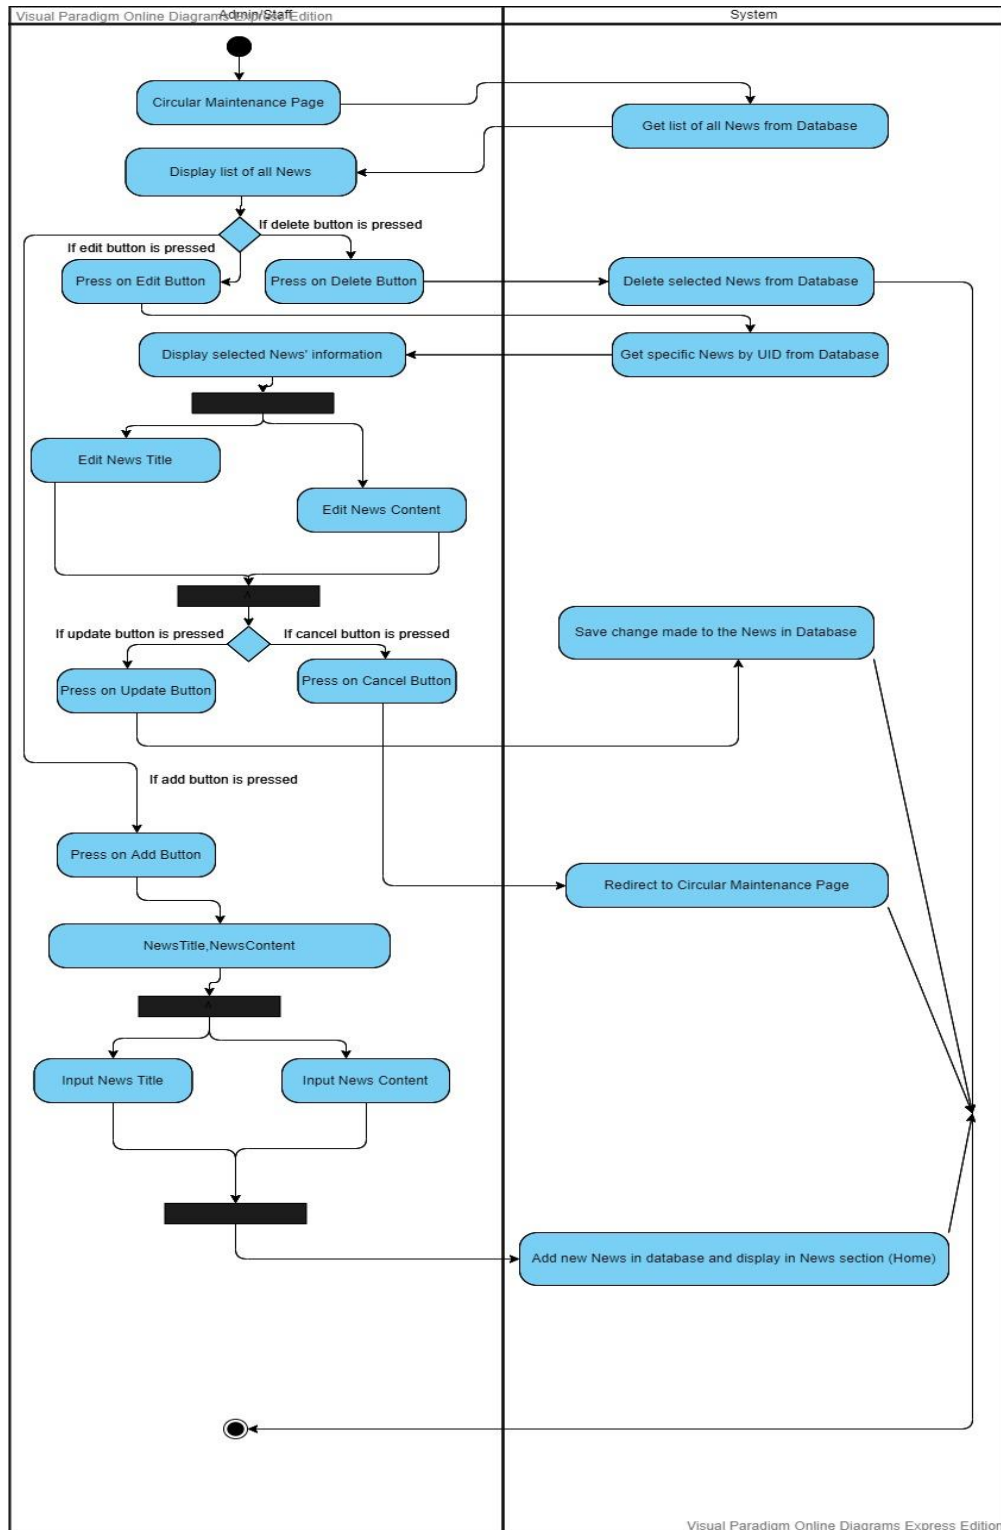 Visual Paradigm Online Diagrams Express Edition
Admin/Staff
System
Circular Maintenance Page
Get list of all News from Database
Display list of all News
If delete button is pressed
If edit button is pressed
Press on Edit Button
Press on Delete Button
Delete selected News from Database
Display selected News' information
Get specific News by UID from Database
Edit News Title
Edit News Content
If update button is pressed
If cancel button is pressed
Save change made to the News in Database
Press on Update Button
Press on Cancel Button
If add button is pressed
Press on Add Button
Redirect to Circular Maintenance Page
NewsTitle,NewsContent
Input News Title
Input News Content
Add new News in database and display in News section (Home)
Visual Paradigm Online Diagrams Express Edition